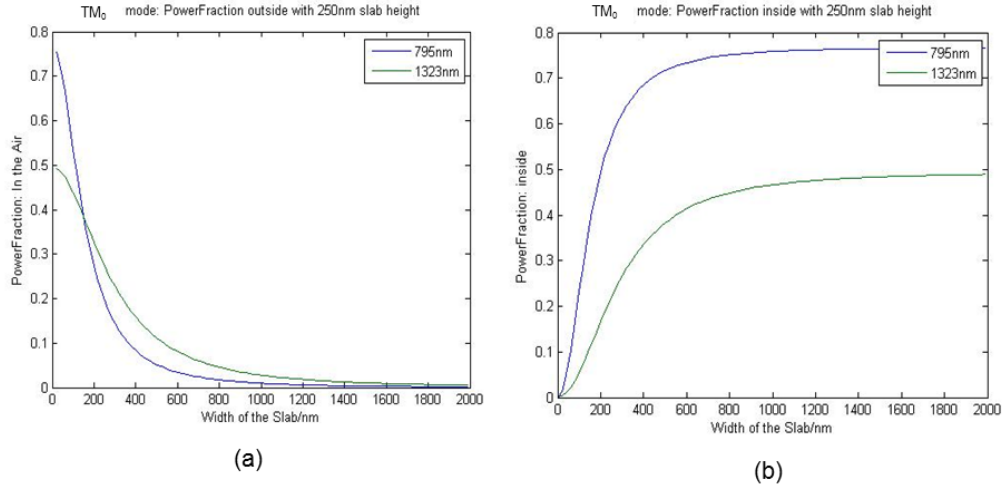 TM₀ mode: PowerFraction outside with 250nm slab height
0.8
0.7
0.6
0.5
0.4
0.3
0.2
0.1
0
PowerFraction: In the Air
795nm
1323nm
0 200 400 600 800 1000 1200 1400 1600 1800 2000
Width of the Slab/nm
(a)
TM₀ mode: PowerFraction inside with 250nm slab height
0.8
0.7
0.6
0.5
0.4
0.3
0.2
0.1
0
PowerFraction: inside
795nm
1323nm
0 200 400 600 800 1000 1200 1400 1600 1800 2000
Width of the Slab/nm
(b)